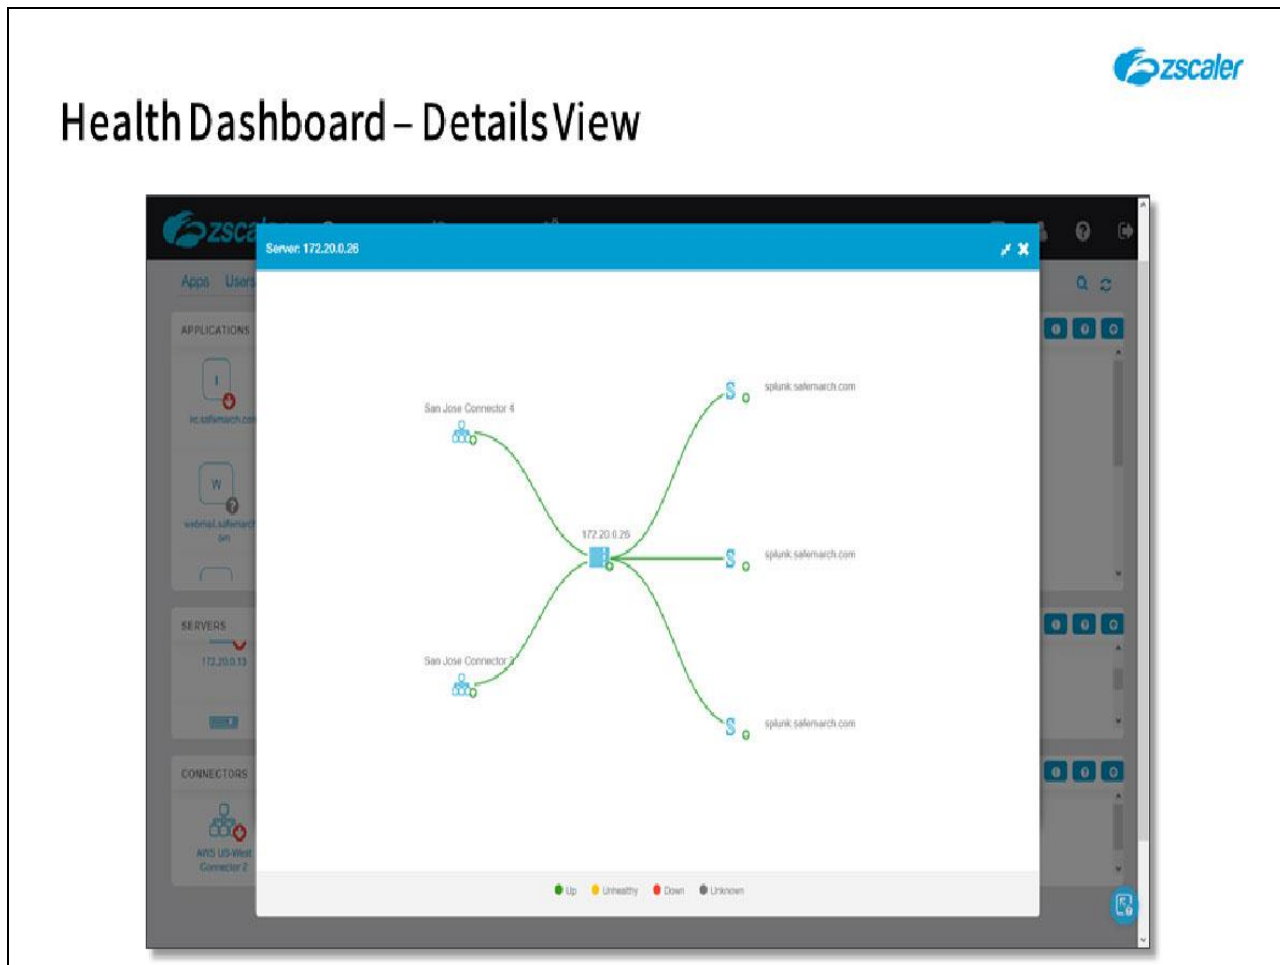 zscaler
Health Dashboard – Details View
zsca
Server: 172.20.0.26
Apps Users
APPLICATIONS
San Jose Connector 4
splunk.safemarch.com
W
172.20.0.26
splunk.safemarch.com
SERVERS
172.20.0.13
San Jose Connector
splunk.safemarch.com
CONNECTORS
AWS US-West
Connector 2
Up Unhealthy Down Unknown